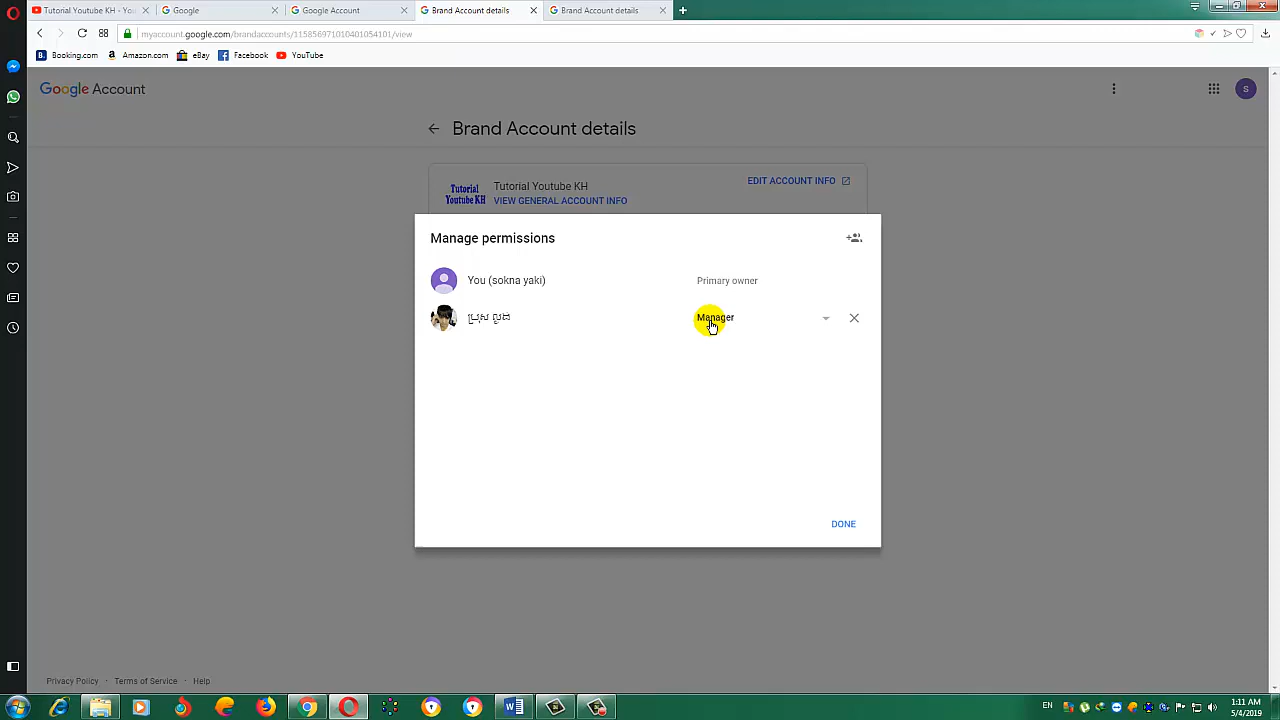 Tutorial Youtube KH - You
Google
Google Account
Brand Account details
Brand Account details
myaccount.google.com/brandaccounts/115856971010401054101/view
Booking.com
Amazon.com
eBay
Facebook
YouTube
Google Account
S
Brand Account details
Tutorial Youtube KH
Tutorial Youtube KH
EDIT ACCOUNT INFO
VIEW GENERAL ACCOUNT INFO
Manage permissions
You (sokna yaki)
Primary owner
Manager
DONE
Privacy Policy
Terms of Service
Help
EN
1:11 AM
5/4/2019